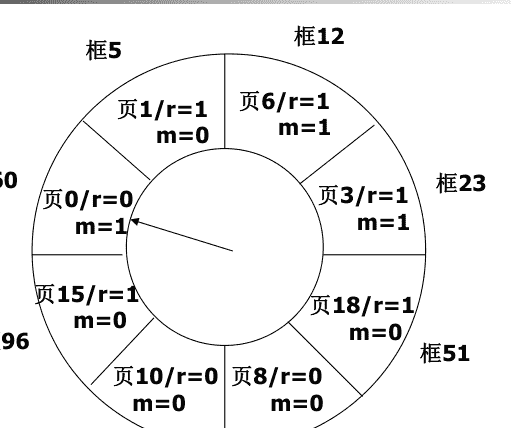 框12
框5
页1/r=1
m=0
页6/r=1
m=1
60
页0/r=0
m=1
页3/r=1
m=1
框23
页15/r=1
m=0
页18/r=1
m=0
96
框51
页10/r=0
m=0
页8/r=0
m=0